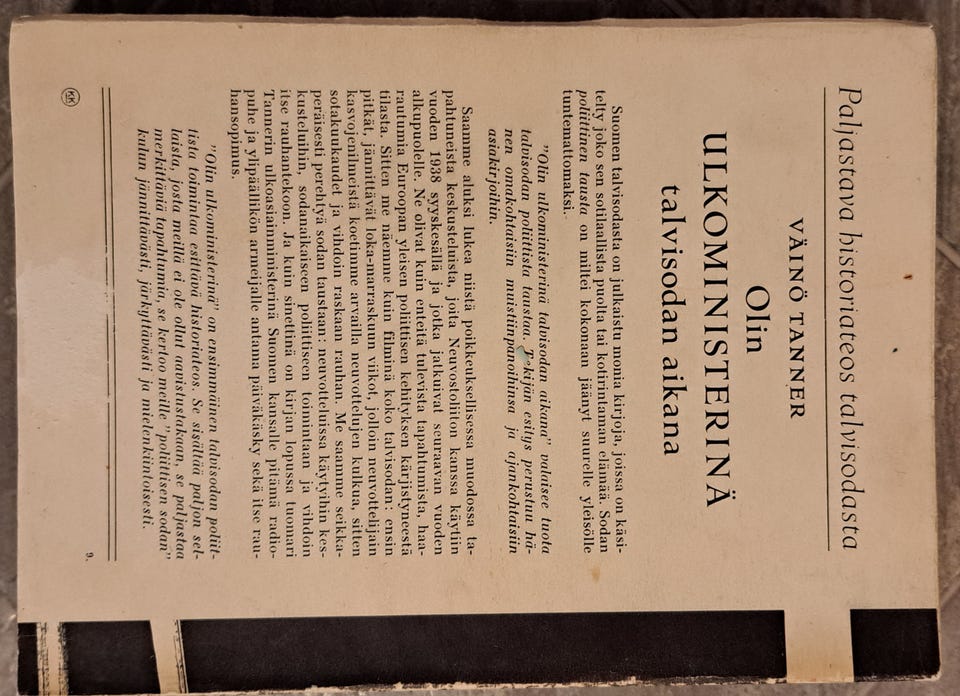 Paljastava historiateos talvisodasta
VÄINÖ TANNER
Olin
ULKOMINISTERINÄ
talvisodan aikana
Suomen talvisodasta on julkaistu monia kirjoja, joissa on käsi-
telty joko sen sotilaallista puolta tai kotirintaman elämää. Sodan
poliittinen tausta on miltei kokonaan jäänyt suurelle yleisölle
tuntemattomaksi.
"Olin ulkoministerinä talvisodan aikana" valaisee tuota
talvisodan poliittista taustaa. Tekijän esitys perustuu hä-
nen omakohtaisiin muistiinpanoihinsa ja ajankohtaisiin
asiakirjoihin.
Saamme aluksi lukea niistä poikkeuksellisessa muodossa ta-
pahtuneista keskusteluista, joita Neuvostoliiton kanssa käytiin
vuoden 1938 syyskesällä ja jotka jatkuivat seuraavan vuoden
alkupuolelle. Ne olivat kuin enteitä tulevista tapahtumista, haa-
rautumia Euroopan yleisen poliittisen kehityksen kärjistyneestä
tilasta. Sitten me näemme kuin filminä koko talvisodan: ensin
pitkät, jännittävät loka-marraskuun viikot, jolloin neuvottelijain
kasvojenilmeistä koetimme arvailla neuvottelujen kulkua, sitten
sotakuukaudet ja vihdoin raskaan rauhan. Me saamme seikka-
peräisesti perehtyä sodan taustaan: neuvotteluissa käytyihin kes-
kusteluihin, sodanaikaiseen poliittiseen toimintaan ja vihdoin
itse rauhantekoon. Ja kuin sinettinä on kirjan lopussa tuomari
Tannerin ulkoasiainministerinä Suomen kansalle pitämä radio-
puhe ja ylipäällikön armeijalle antama päiväkäsky sekä itse rau-
hansopimus.
"Olin ulkoministerinä" on ensimmäinen talvisodan poliit-
tista toimintaa esittävä historiateos. Se sisältää paljon sel-
laista, josta meillä ei ole ollut aavistustakaan, se paljastaa
merkittäviä tapahtumia, se kertoo meille "poliittisen sodan"
kulun jännittävästi, järkyttävästi ja mielenkiintoisesti.
KK
9.